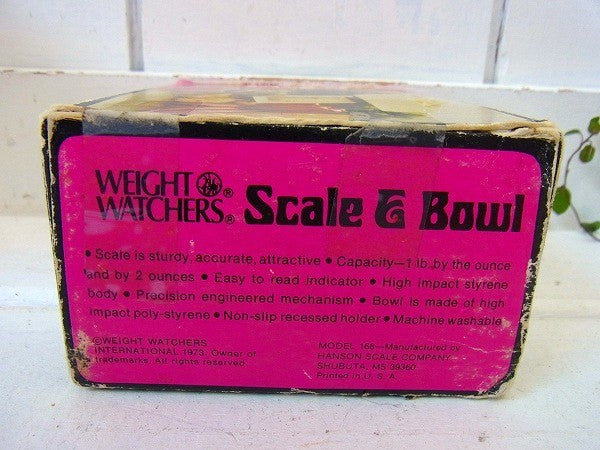 WEIGHT WATCHERS® Scale & Bowl
• Scale is sturdy, accurate, attractive • Capacity—1 lb. by the ounce
and by 2 ounces • Easy to read indicator • High impact styrene
body • Precision engineered mechanism • Bowl is made of high
impact poly-styrene • Non-slip recessed holder • Machine washable
©WEIGHT WATCHERS
INTERNATIONAL 1973, Owner of
trademarks. All rights reserved.
MODEL 168—Manufactured by
HANSON SCALE COMPANY
SHUBUTA, MS 39360
Printed in U.S.A.